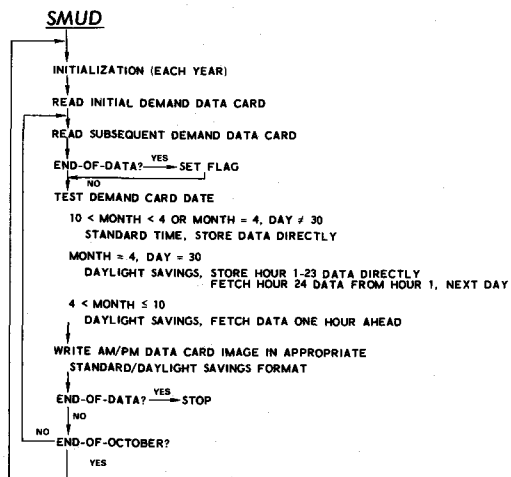 SMUD
INITIALIZATION (EACH YEAR)
READ INITIAL DEMAND DATA CARD
READ SUBSEQUENT DEMAND DATA CARD
END-OF-DATA? YES SET FLAG
NO
TEST DEMAND CARD DATE
10 < MONTH < 4 OR MONTH = 4, DAY ≠ 30
STANDARD TIME, STORE DATA DIRECTLY
MONTH = 4, DAY = 30
DAYLIGHT SAVINGS, STORE HOUR 1-23 DATA DIRECTLY
FETCH HOUR 24 DATA FROM HOUR 1, NEXT DAY
4 < MONTH ≤ 10
DAYLIGHT SAVINGS, FETCH DATA ONE HOUR AHEAD
WRITE AM/PM DATA CARD IMAGE IN APPROPRIATE
STANDARD/DAYLIGHT SAVINGS FORMAT
END-OF-DATA? YES STOP
NO
NO END-OF-OCTOBER?
YES